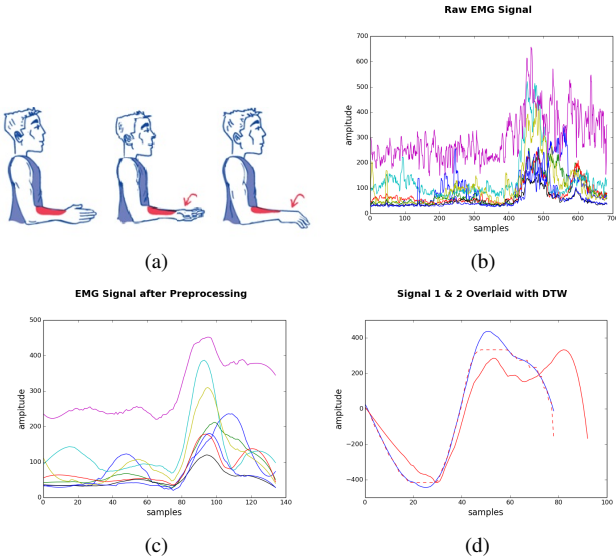 Raw EMG Signal
amplitude
700
600
500
400
300
200
100
0
0 100 200 300 400 500 600 700
samples
(a)
(b)
EMG Signal after Preprocessing
amplitude
500
400
300
200
100
0
0 20 40 60 80 100 120 140
samples
(c)
Signal 1 & 2 Overlaid with DTW
ampitude
400
200
0
−200
−400
0 20 40 60 80 100
samples
(d)